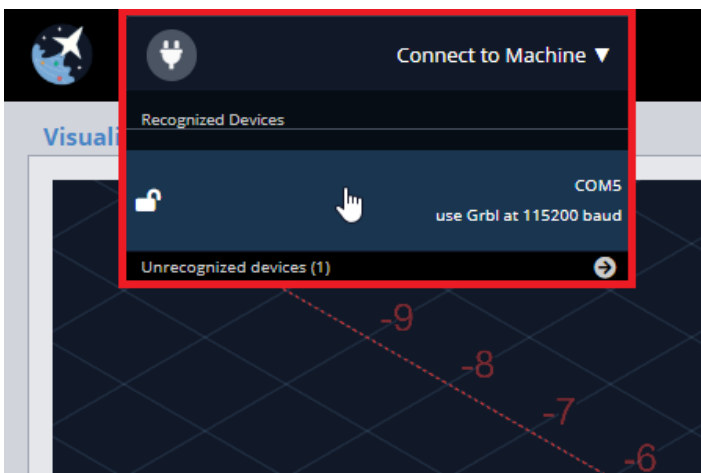 Connect to Machine ▼
Recognized Devices
Visuali
COM5
use Grbl at 115200 baud
Unrecognized devices (1)
-9
-8
-7
-6